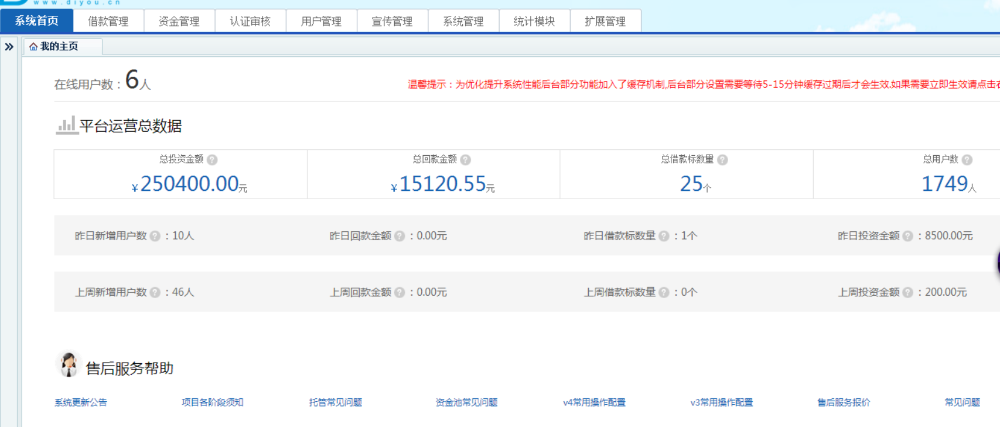 www.diyou.cn
系统首页 借款管理 资金管理 认证审核 用户管理 宣传管理 系统管理 统计模块 扩展管理
» 我的主页
在线用户数：6人
温馨提示：为优化提升系统性能后台部分功能加入了缓存机制,后台部分设置需要等待5-15分钟缓存过期后才会生效.如果需要立即生效请点击
平台运营总数据
总投资金额 ? 总回款金额 ? 总借款标数量 ? 总用户数 ?
¥250400.00元 ¥15120.55元 25个 1749人
昨日新增用户数 ? ：10人 昨日回款金额 ? ：0.00元 昨日借款标数量 ? ：1个 昨日投资金额 ? ：8500.00元
上周新增用户数 ? ：46人 上周回款金额 ? ：0.00元 上周借款标数量 ? ：0个 上周投资金额 ? ：200.00元
售后服务帮助
系统更新公告 项目各阶段须知 托管常见问题 资金池常见问题 v4常用操作配置 v3常用操作配置 售后服务报价 常见问题